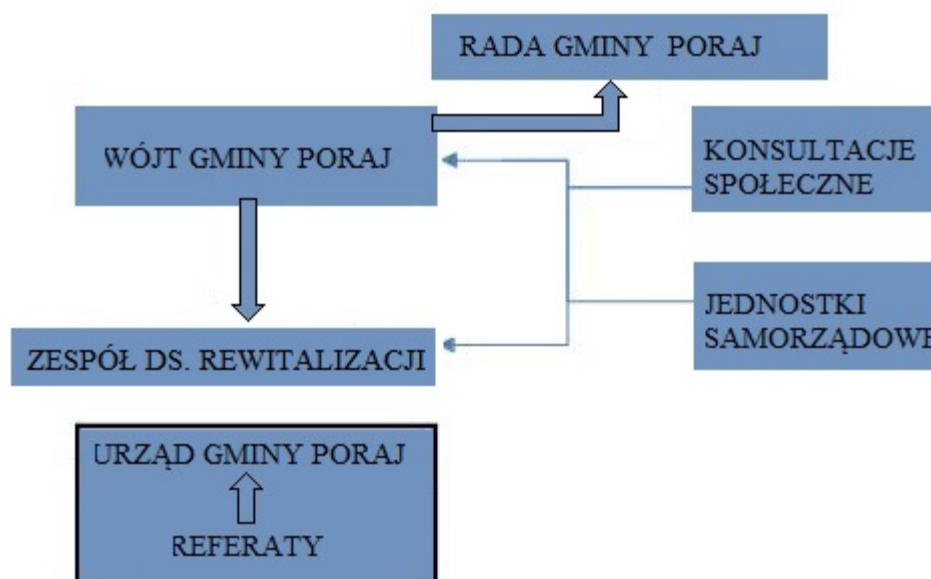 RADA GMINY PORAJ
WÓJT GMINY PORAJ
KONSULTACJE
SPOŁECZNE
JEDNOSTKI
SAMORZĄDOWE
ZESPÓŁ DS. REWITALIZACJI
URZĄD GMINY PORAJ
REFERATY